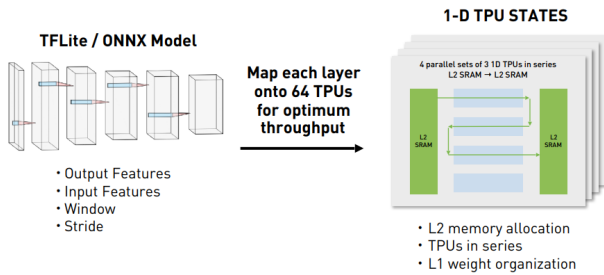 TFLite / ONNX Model
• Output Features
• Input Features
• Window
• Stride
Map each layer
onto 64 TPUs
for optimum
throughput
1-D TPU STATES
4 parallel sets of 3 1D TPUs in series
L2 SRAM → L2 SRAM
L2
SRAM
L2
SRAM
• L2 memory allocation
• TPUs in series
• L1 weight organization